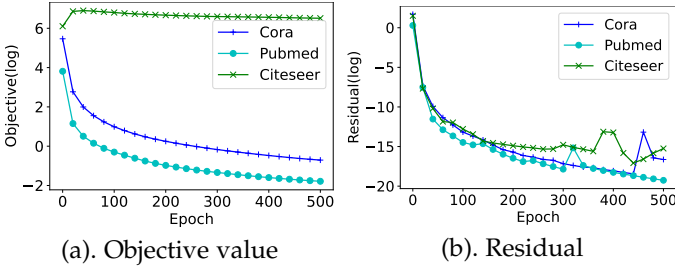 Objective(log)
6
4
2
0
−2
0 100 200 300 400 500
Epoch
Cora
Pubmed
Citeseer
(a). Objective value
Residual(log)
0
−5
−10
−15
−20
0 100 200 300 400 500
Epoch
Cora
Pubmed
Citeseer
(b). Residual